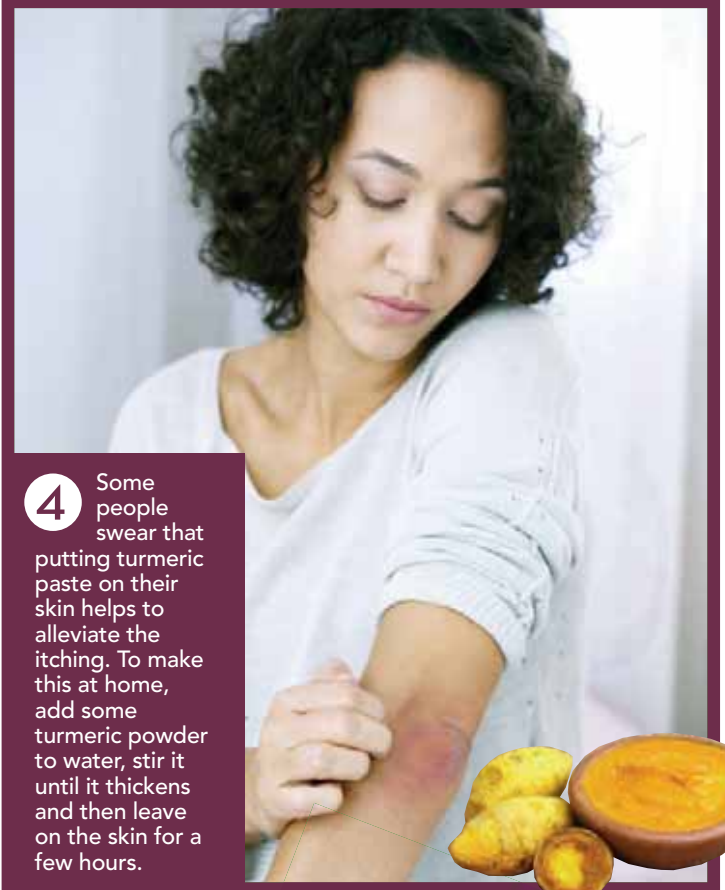 4 Some
people
swear that
putting turmeric
paste on their
skin helps to
alleviate the
itching. To make
this at home,
add some
turmeric powder
to water, stir it
until it thickens
and then leave
on the skin for a
few hours.